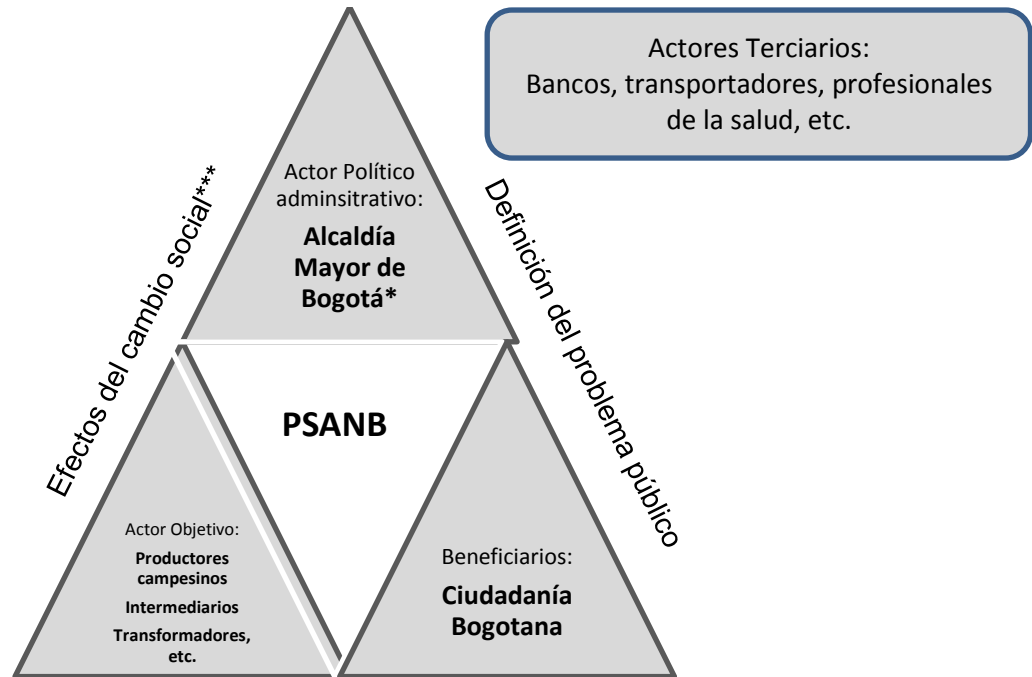 Actores Terciarios:
Bancos, transportadores, profesionales
de la salud, etc.
Actor Político
adminsitrativo:
Alcaldía
Mayor de
Bogotá*
Efectos del cambio social***
Definición del problema público
PSANB
Actor Objetivo:
Productores
campesinos
Intermediarios
Transformadores,
etc.
Beneficiarios:
Ciudadanía
Bogotana